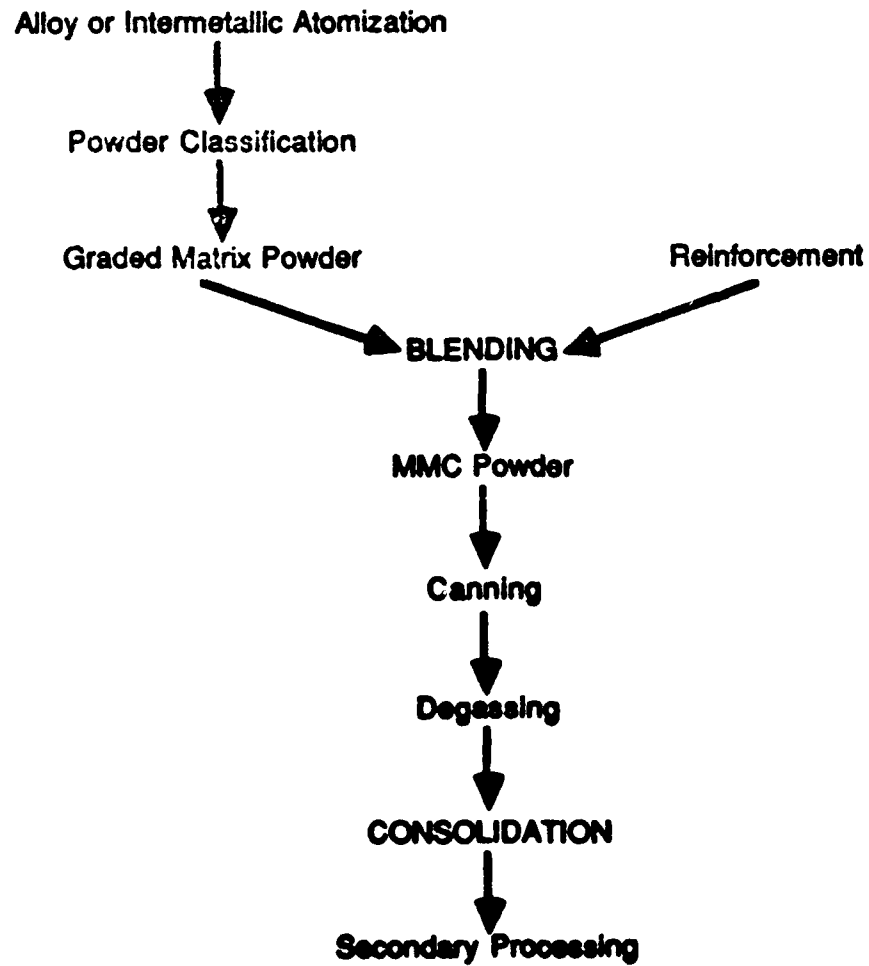 Alloy or Intermetallic Atomization
Powder Classification
Graded Matrix Powder
Reinforcement
BLENDING
MMC Powder
Canning
Degassing
CONSOLIDATION
Secondary Processing